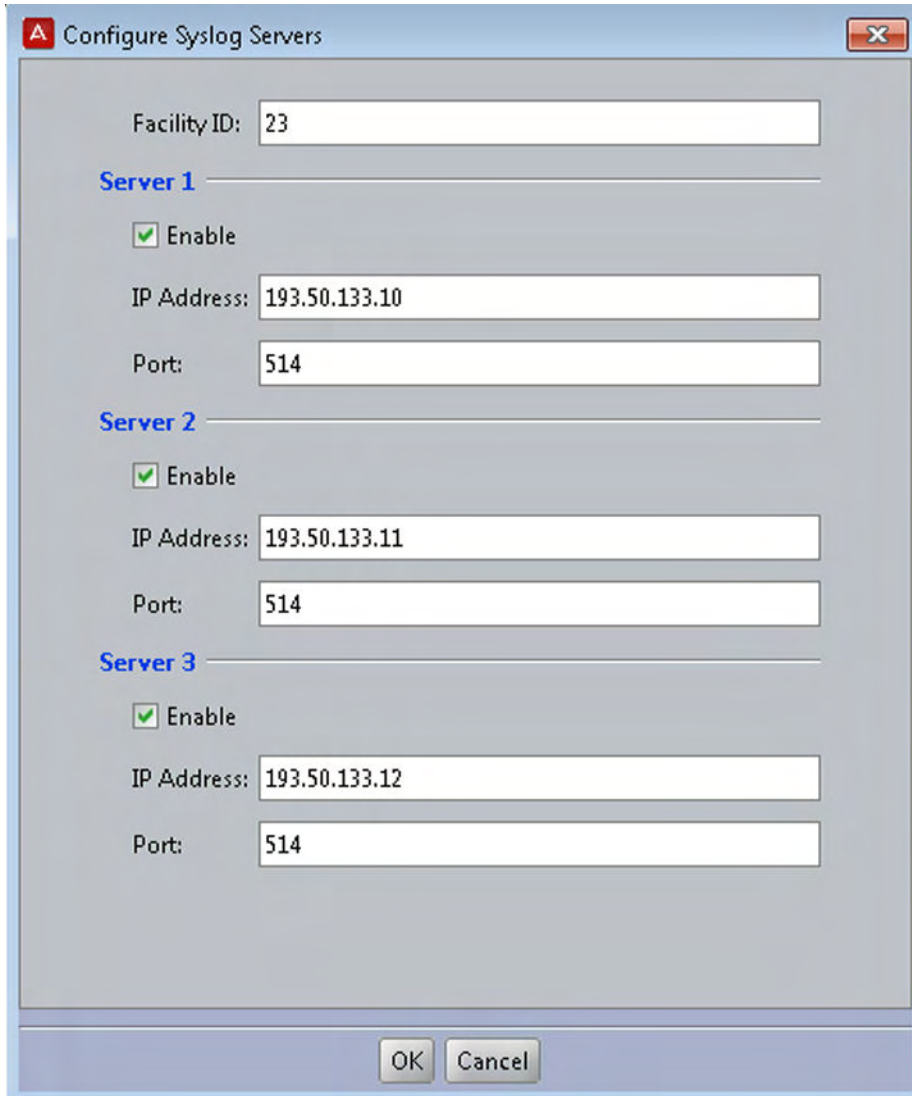 A Configure Syslog Servers
Facility ID: 23
Server 1
Enable
IP Address: 193.50.133.10
Port: 514
Server 2
Enable
IP Address: 193.50.133.11
Port: 514
Server 3
Enable
IP Address: 193.50.133.12
Port: 514
OK Cancel